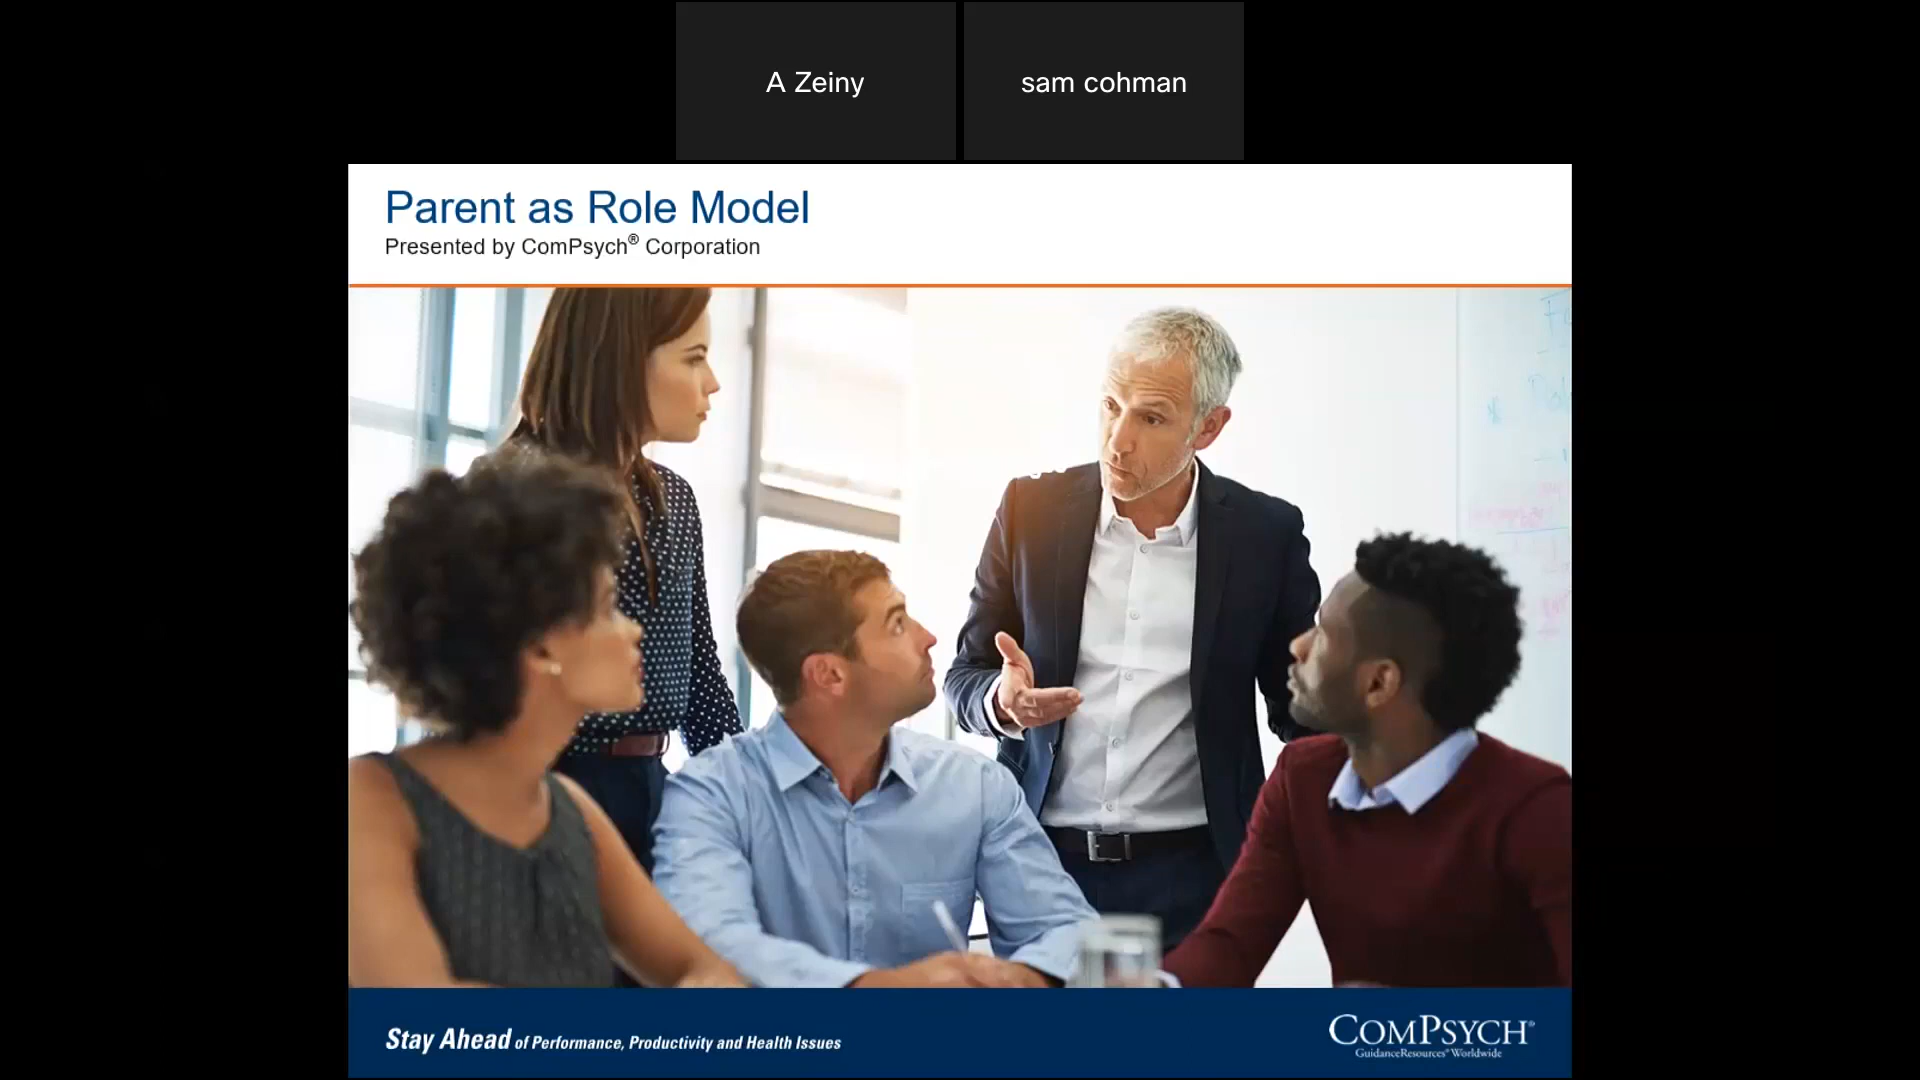 A Zeiny
sam cohman
Parent as Role Model
Presented by ComPsych® Corporation
Stay Ahead of Performance, Productivity and Health Issues
COMPSYCH®
GuidanceResources® Worldwide